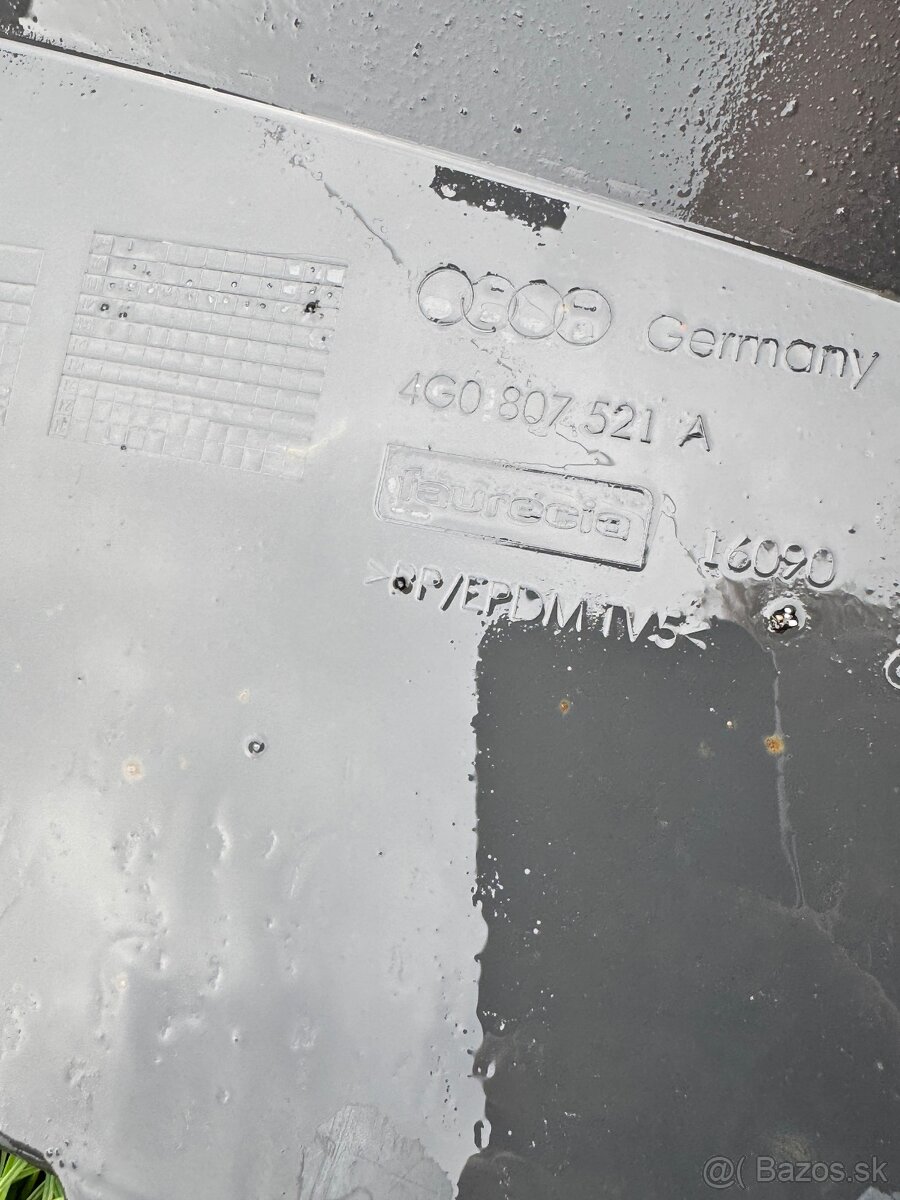 Germany
4G0 807 521 A
faurecia
16090
>PP/EPDM TV5<
@( Bazos.sk